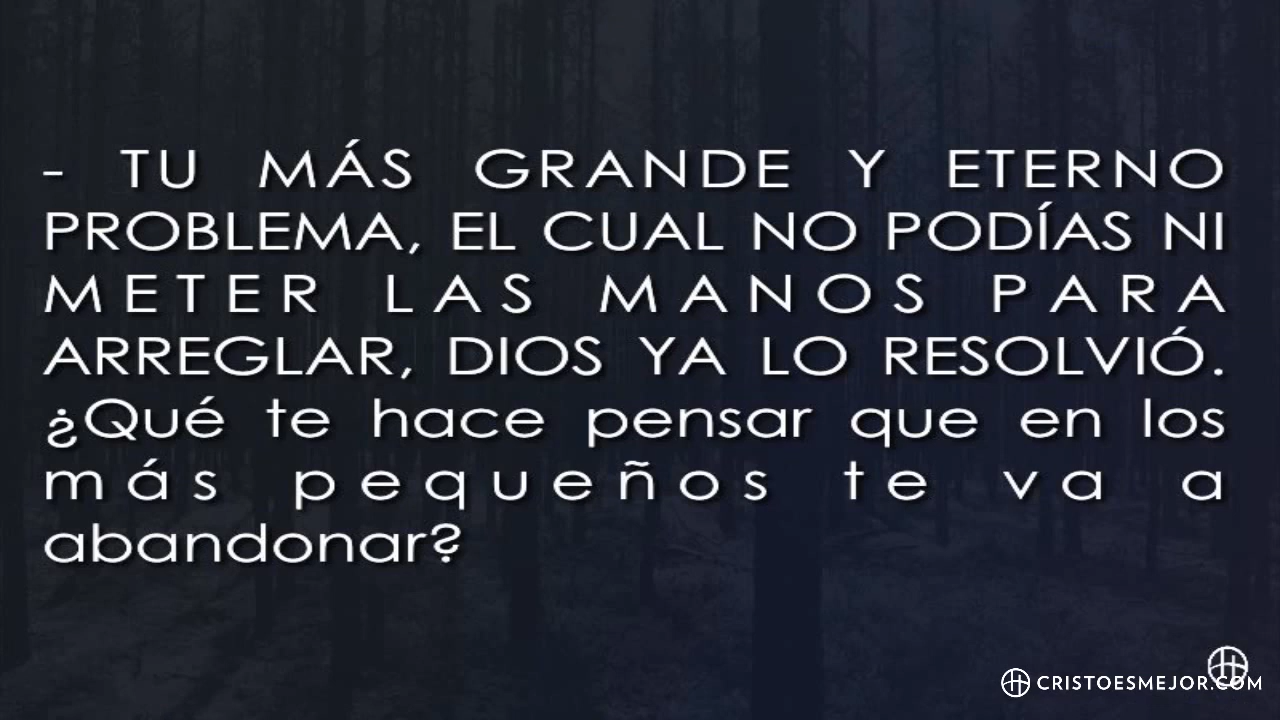 - TU MÁS GRANDE Y ETERNO
PROBLEMA, EL CUAL NO PODÍAS NI
METER LAS MANOS PARA
ARREGLAR, DIOS YA LO RESOLVIÓ.
¿Qué te hace pensar que en los
más pequeños te va a
abandonar?
CRISTOESMEJOR.COM